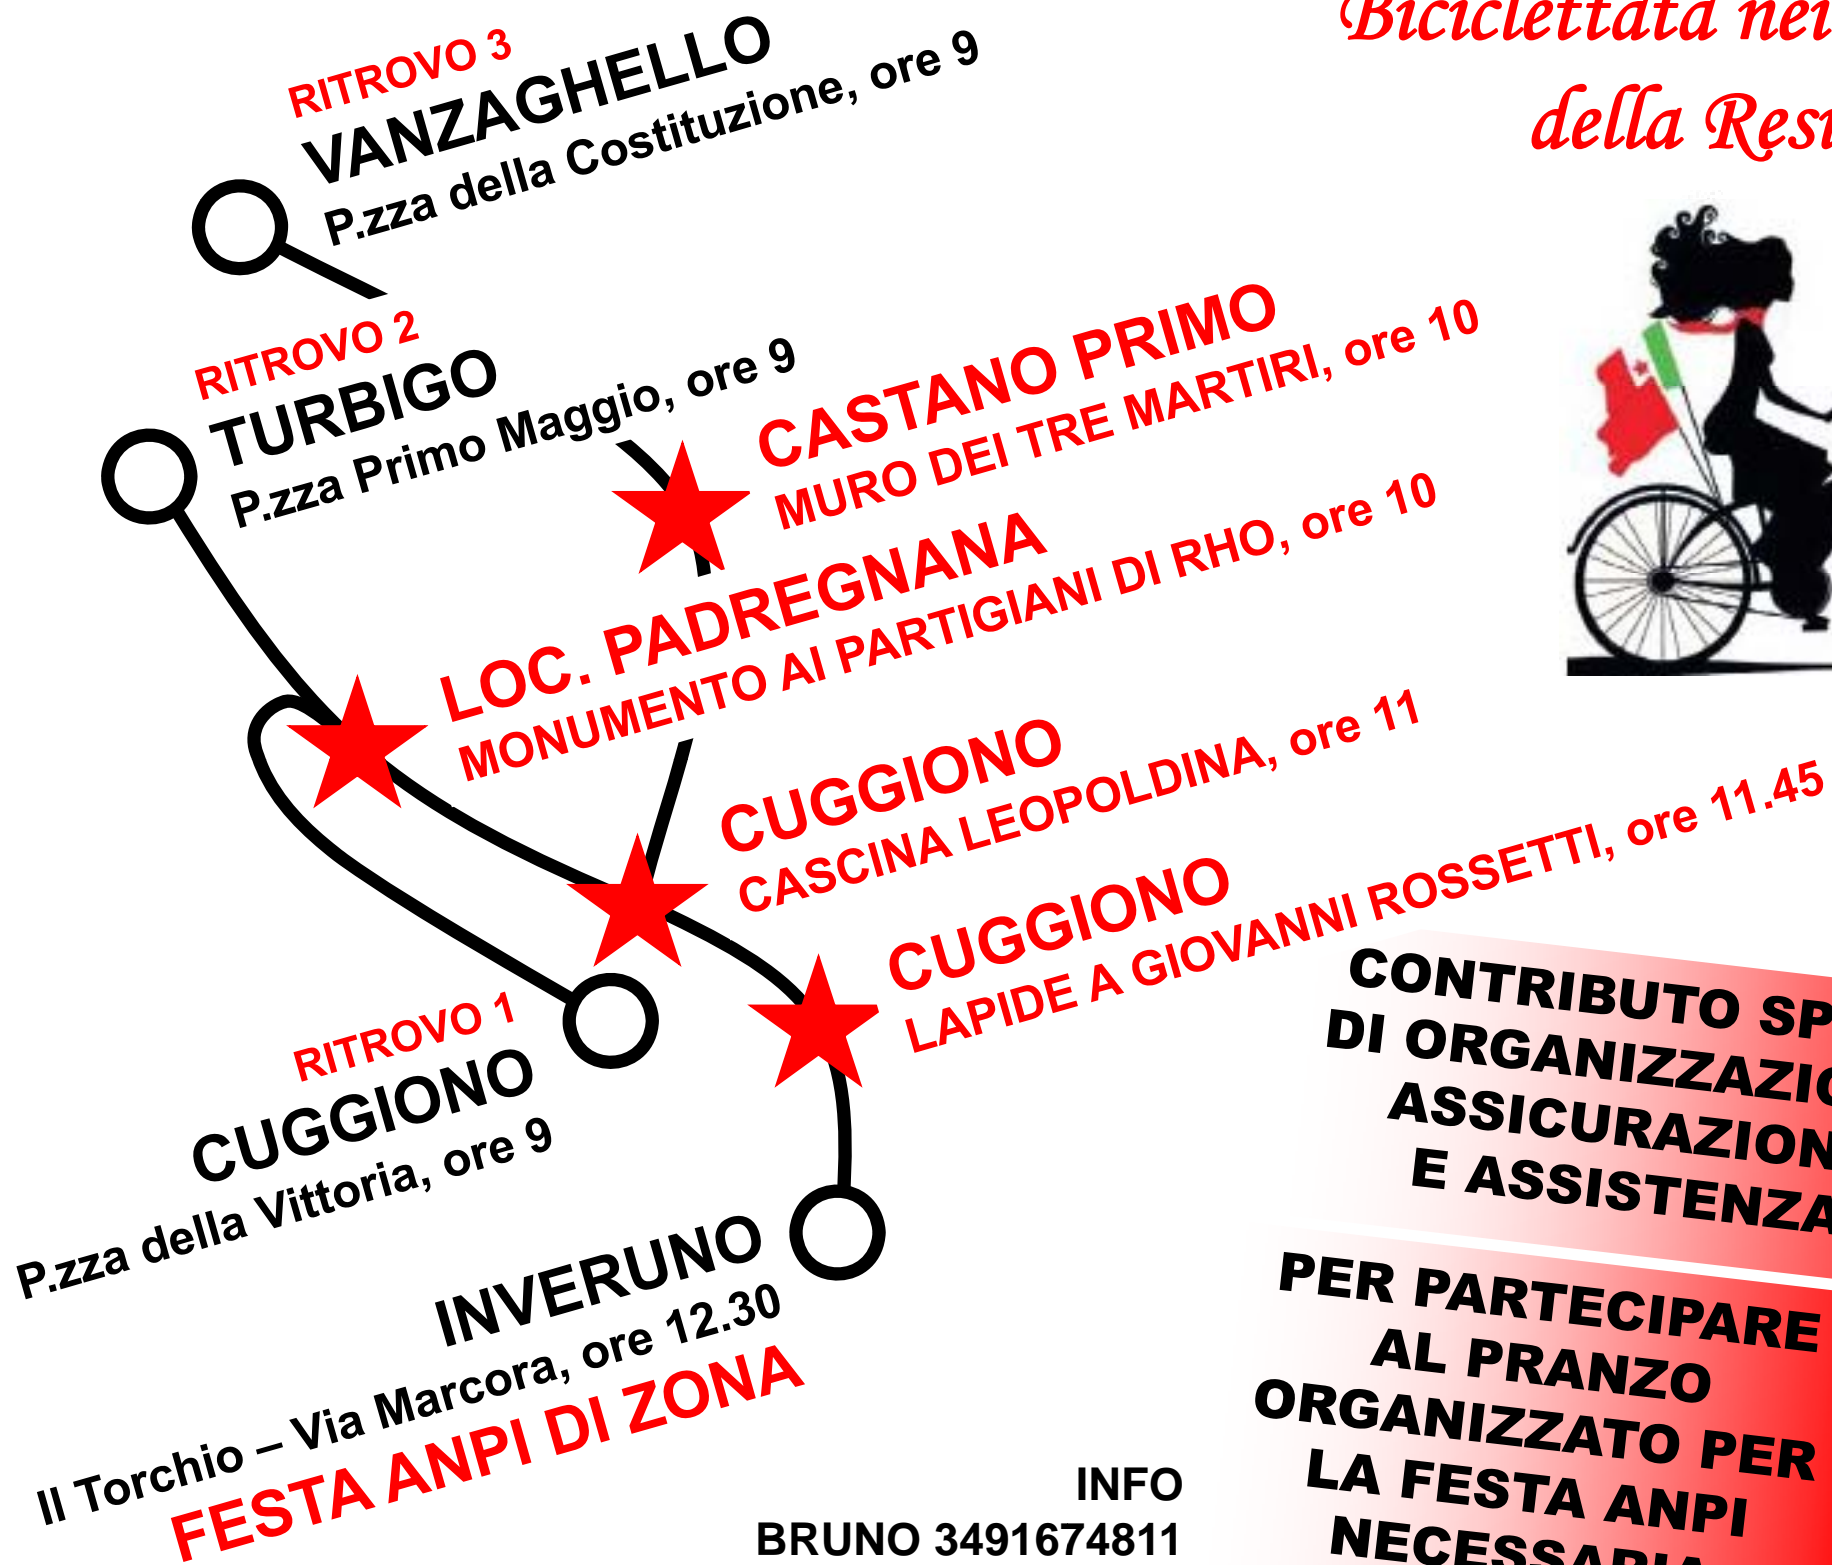 Biciclettata nei
della
RITROVO 3
VANZAGHELLO
P.zza della Costituzione, ore 9
RITROVO 2
TURBIGO
P.zza Primo Maggio, ore 9
CASTANO PRIMO
MURO DEI TRE MARTIRI, ore 10
LOC. PADREGNANA
MONUMENTO AI PARTIGIANI DI RHO, ore 10
CUGGIONO
CASCINA LEOPOLDINA, ore 11
CUGGIONO
LAPIDE A GIOVANNI ROSSETTI, ore 11.45
RITROVO 1
CUGGIONO
P.zza della Vittoria, ore 9
INVERUNO
Il Torchio – Via Marcora, ore 12.30
FESTA ANPI DI ZONA
CONTRIBUTO
DI
E ASSISTENZA
PER PARTECIPARE
AL PRANZO
ORGANIZZATO PER
LA FESTA ANPI
NECESSARIA
INFO
BRUNO 3491674811